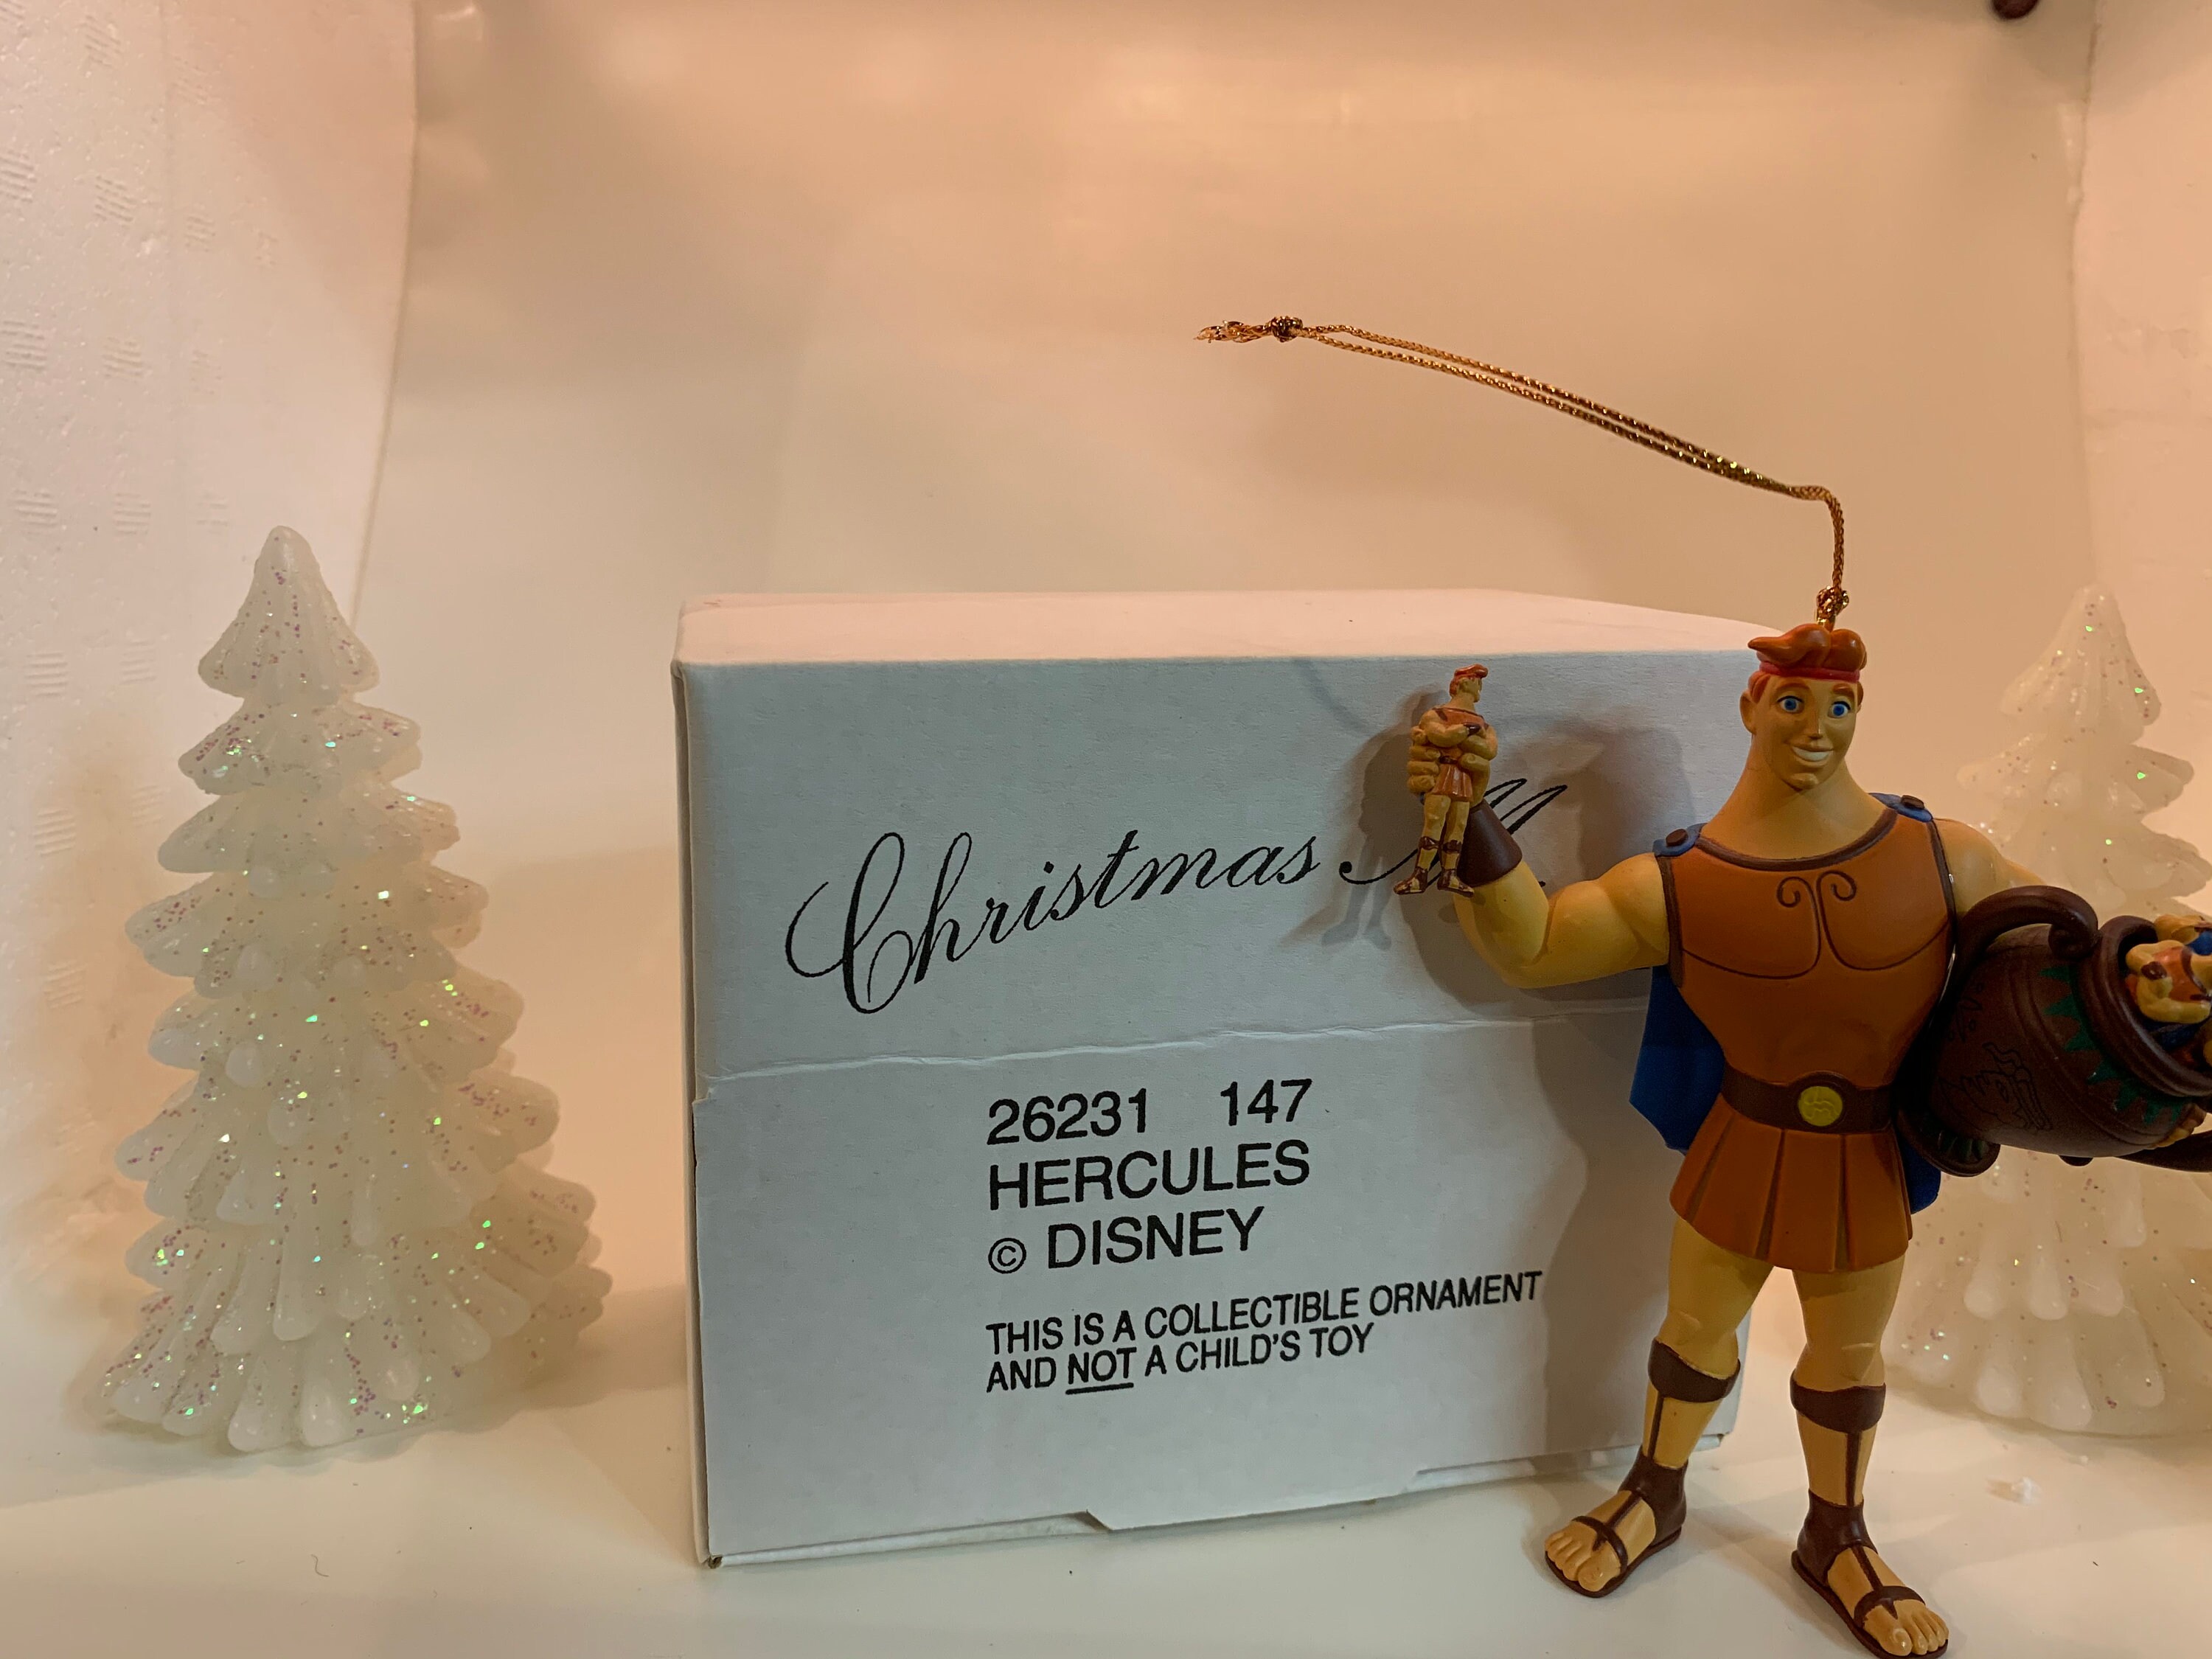 Christmas
26231 147
HERCULES
© DISNEY
THIS IS A COLLECTIBLE ORNAMENT
AND NOT A CHILD'S TOY